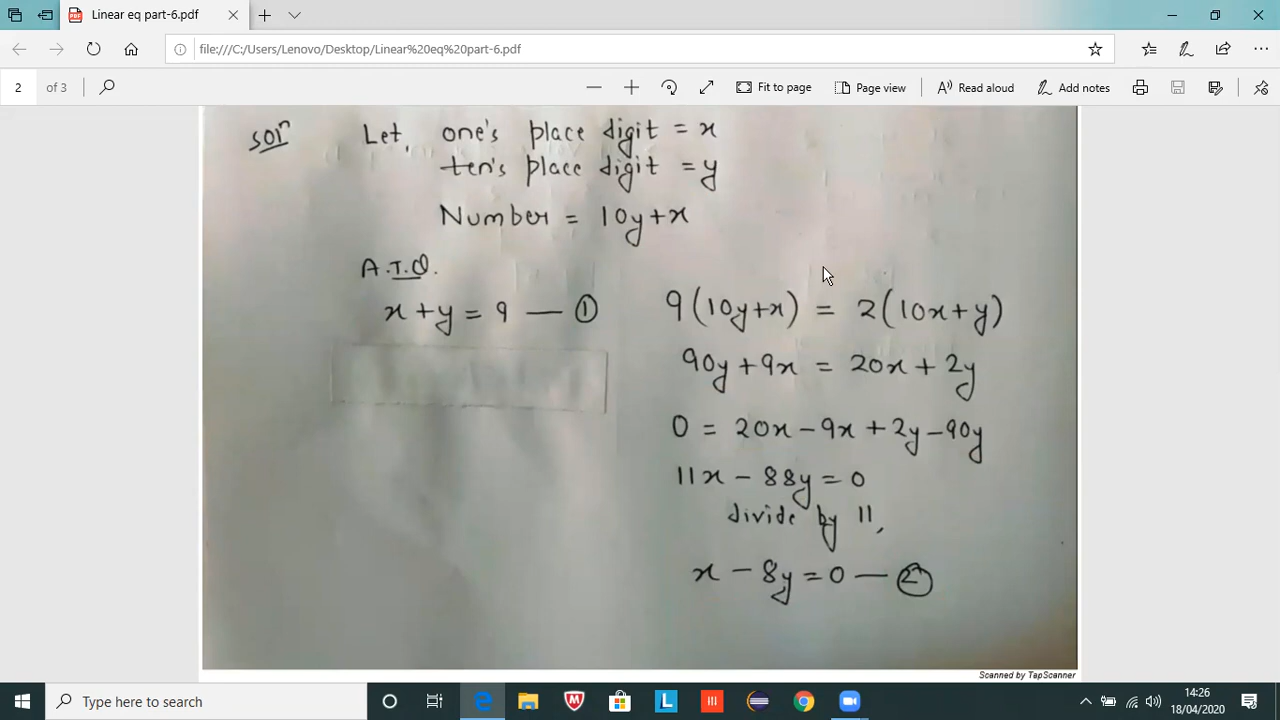 Linear eq part-6.pdf
file:///C:/Users/Lenovo/Desktop/Linear%20eq%20part-6.pdf
2 of 3
Fit to page
Page view
Read aloud
Add notes
Soln
Let, one's place digit = x
ten's place digit = y
Number = 10y+x
A.T.Q.
x+y = 9 — ①
9(10y+x) = 2(10x+y)
90y+9x = 20x + 2y
0 = 20x - 9x + 2y - 90y
11x - 88y = 0
divide by 11,
x - 8y = 0 — ②
Scanned by TapScanner
Type here to search
14:26
18/04/2020